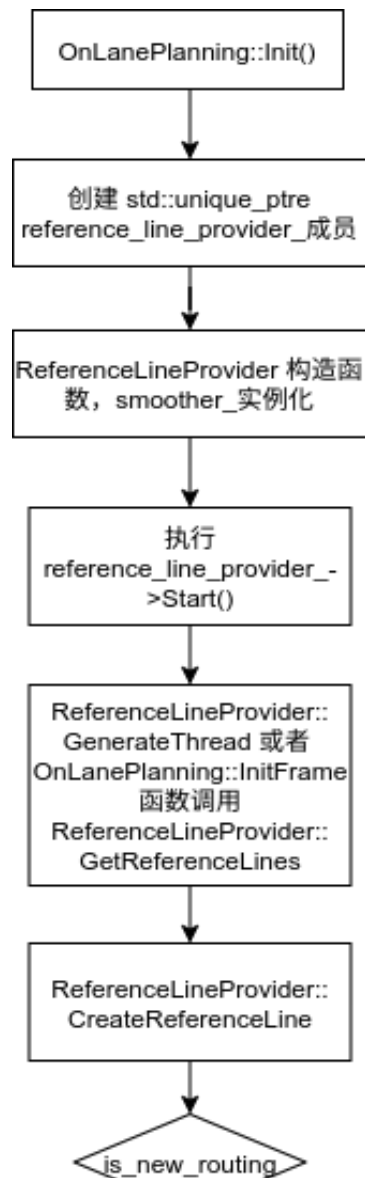 OnLanePlanning::Init()
创建 std::unique_ptre
reference_line_provider_成员
ReferenceLineProvider 构造函
数，smoother_实例化
执行
reference_line_provider_-
>Start()
ReferenceLineProvider::
GenerateThread 或者
OnLanePlanning::InitFrame
函数调用
ReferenceLineProvider::
GetReferenceLines
ReferenceLineProvider::
CreateReferenceLine
is_new_routing